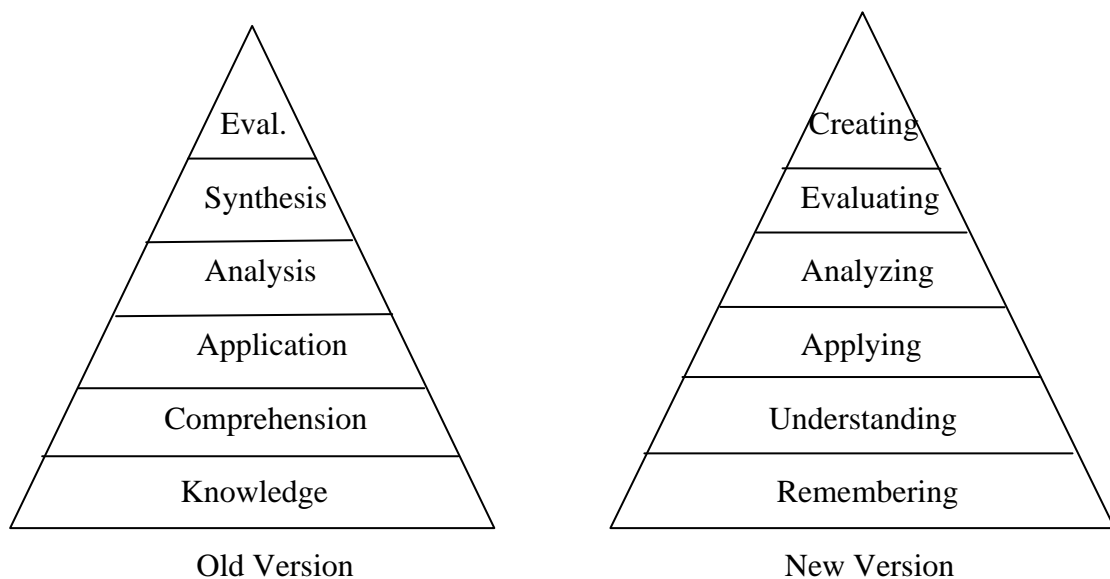 Eval.
Synthesis
Analysis
Application
Comprehension
Knowledge
Old Version
Creating
Evaluating
Analyzing
Applying
Understanding
Remembering
New Version